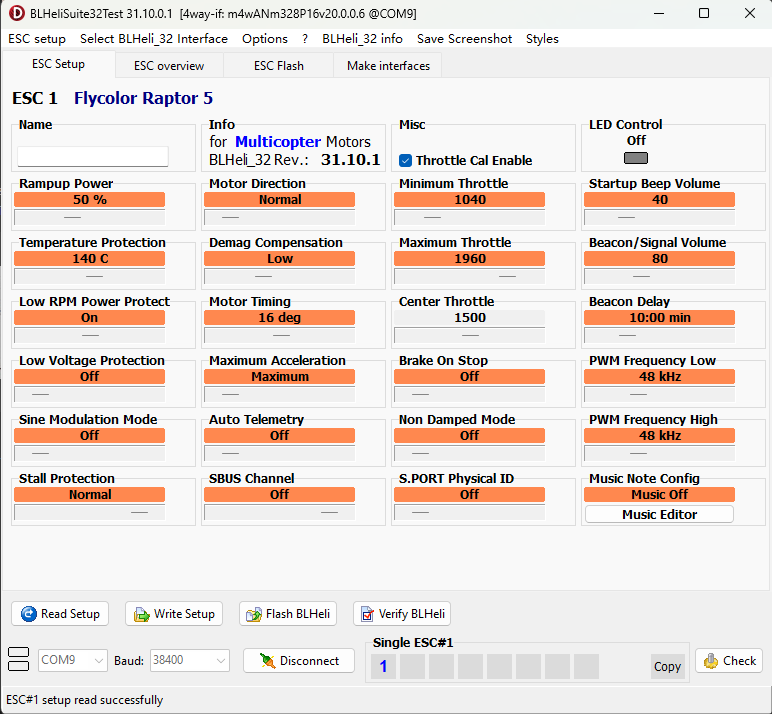 BLHeliSuite32Test 31.10.0.1 [4way-if: m4wANm328P16v20.0.0.6 @COM9]
ESC setup Select BLHeli_32 Interface Options ? BLHeli_32 info Save Screenshot Styles
ESC Setup ESC overview ESC Flash Make interfaces
ESC 1 Flycolor Raptor 5
Name Info Misc LED Control
for Multicopter Motors Off
BLHeli_32 Rev.: 31.10.1 Throttle Cal Enable
Rampup Power Motor Direction Minimum Throttle Startup Beep Volume
50 % Normal 1040 40
Temperature Protection Demag Compensation Maximum Throttle Beacon/Signal Volume
140 C Low 1960 80
Low RPM Power Protect Motor Timing Center Throttle Beacon Delay
On 16 deg 1500 10:00 min
Low Voltage Protection Maximum Acceleration Brake On Stop PWM Frequency Low
Off Maximum Off 48 kHz
Sine Modulation Mode Auto Telemetry Non Damped Mode PWM Frequency High
Off Off Off 48 kHz
Stall Protection SBUS Channel S.PORT Physical ID Music Note Config
Normal Off Off Music Off
Music Editor
Read Setup Write Setup Flash BLHeli Verify BLHeli
Single ESC#1
COM9 Baud: 38400 Disconnect 1 Copy Check
ESC#1 setup read successfully